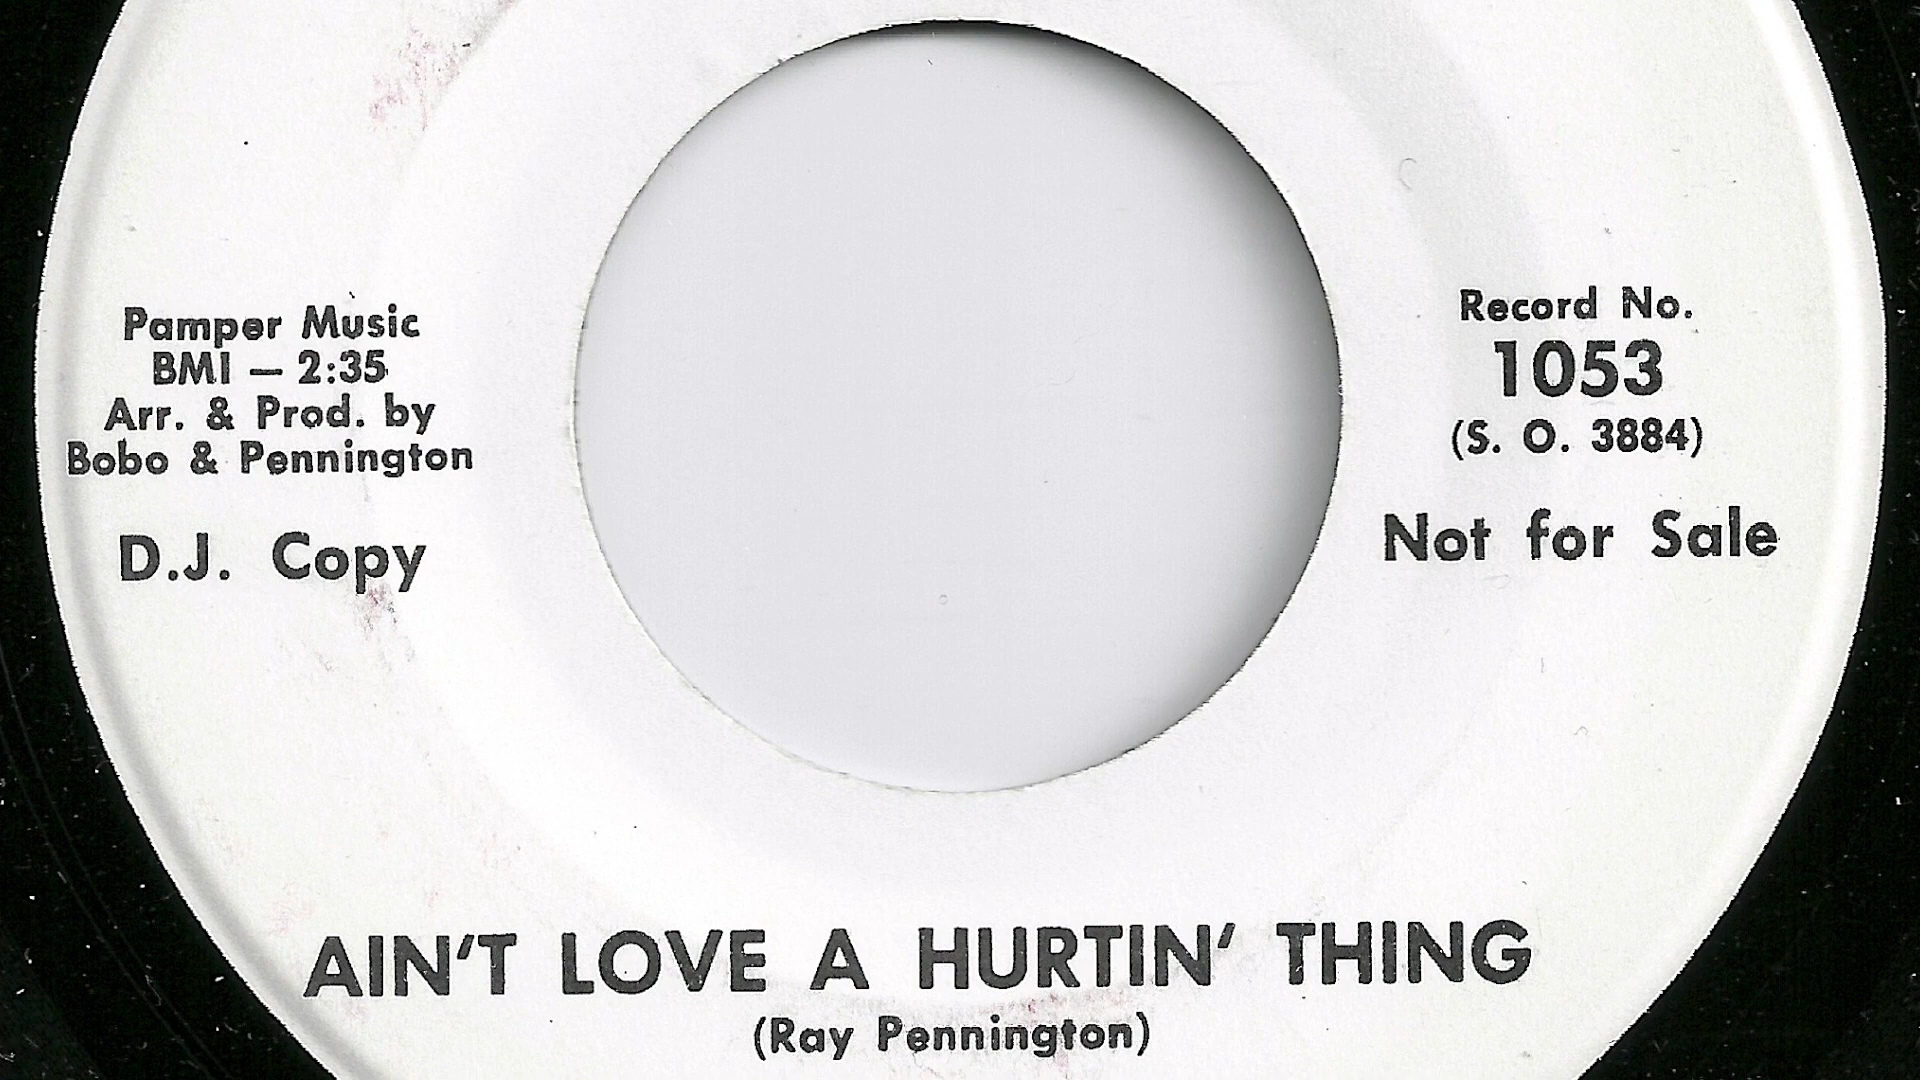 Pamper Music
BMI — 2:35
Arr. & Prod. by
Bobo & Pennington
D.J. Copy
Record No.
1053
(S. O. 3884)
Not for Sale
AIN'T LOVE A HURTIN' THING
(Ray Pennington)